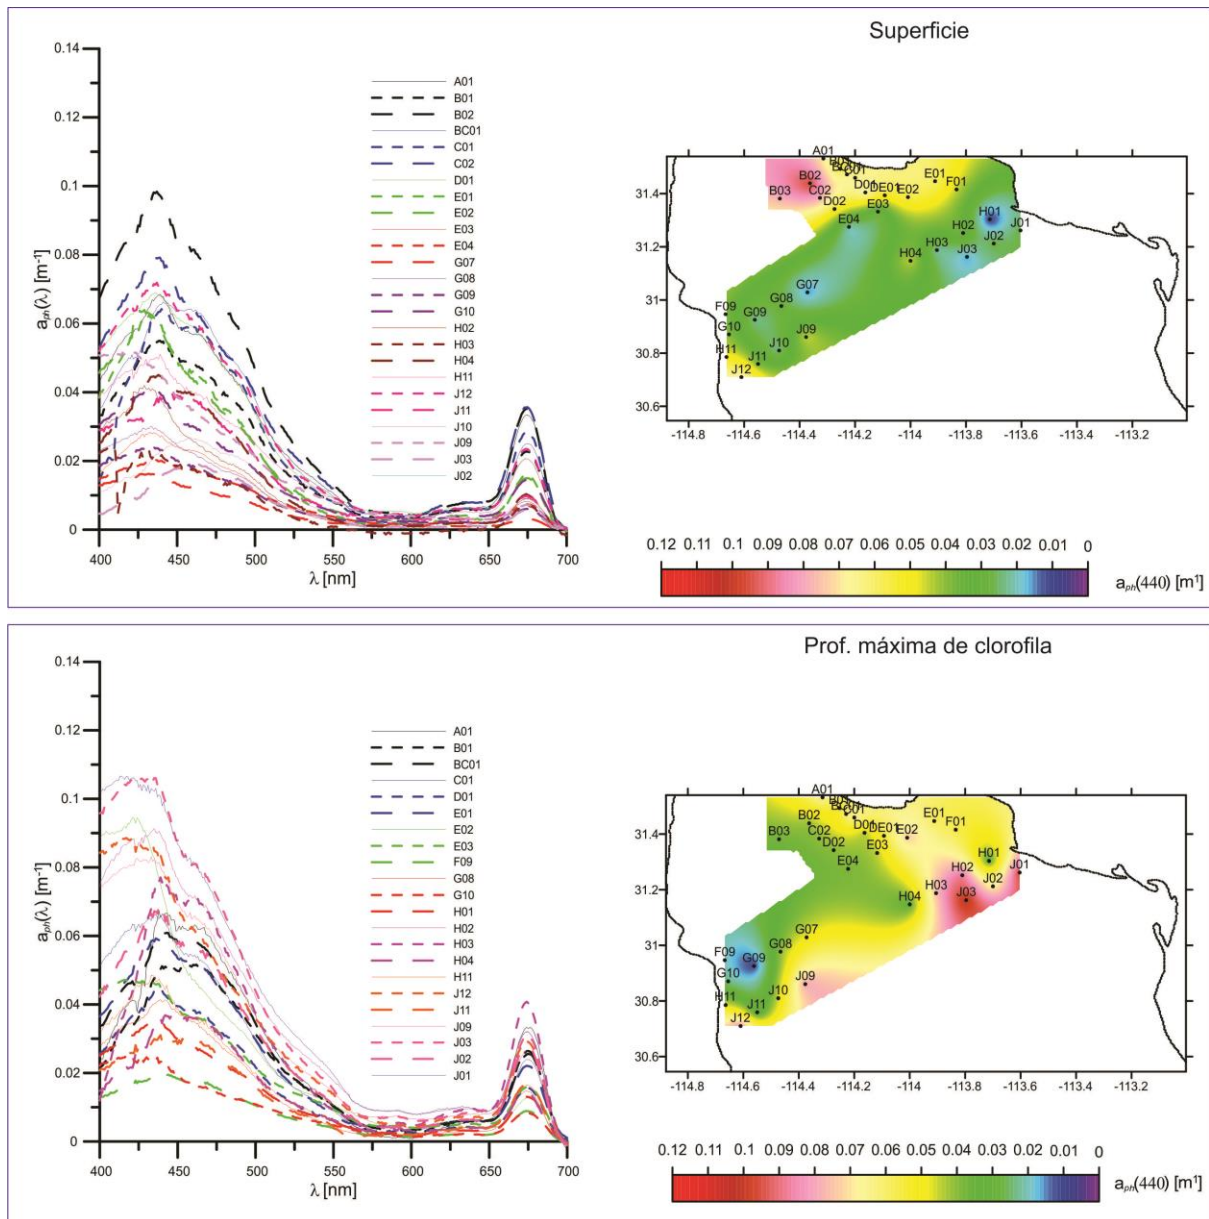 Superficie
0.14
0.12
0.1
0.08
0.06
0.04
0.02
0
aph(λ) [m-1]
400 450 500 550 600 650 700
λ [nm]
A01
B01
B02
BC01
C01
C02
D01
E01
E02
E03
E04
G07
G08
G09
G10
H02
H03
H04
H11
J12
J11
J10
J09
J03
J02
31.4
31.2
31
30.8
30.6
A01
B02
B03
C02
D01
D02
DE01
E02
E03
E04
E01
F01
H01
H02
J01
J02
H03
J03
H04
G07
G08
F09
G09
G10
H11
J12
J11
J10
J09
-114.8 -114.6 -114.4 -114.2 -114 -113.8 -113.6 -113.4 -113.2
0.12 0.11 0.1 0.09 0.08 0.07 0.06 0.05 0.04 0.03 0.02 0.01 0
aph(440) [m1]
Prof. máxima de clorofila
0.14
0.12
0.1
0.08
0.06
0.04
0.02
0
aph(λ) [m-1]
400 450 500 550 600 650 700
λ [nm]
A01
B01
BC01
C01
D01
E01
E02
E03
F09
G08
G10
H01
H02
H03
H04
H11
J12
J11
J09
J03
J02
J01
31.4
31.2
31
30.8
30.6
A01
B02
B03
C02
D01
D02
DE01
E02
E03
E04
E01
F01
H01
H02
J01
J02
H03
J03
H04
G07
G08
F09
G09
G10
H11
J12
J11
J10
J09
-114.8 -114.6 -114.4 -114.2 -114 -113.8 -113.6 -113.4 -113.2
0.12 0.11 0.1 0.09 0.08 0.07 0.06 0.05 0.04 0.03 0.02 0.01 0
aph(440) [m1]